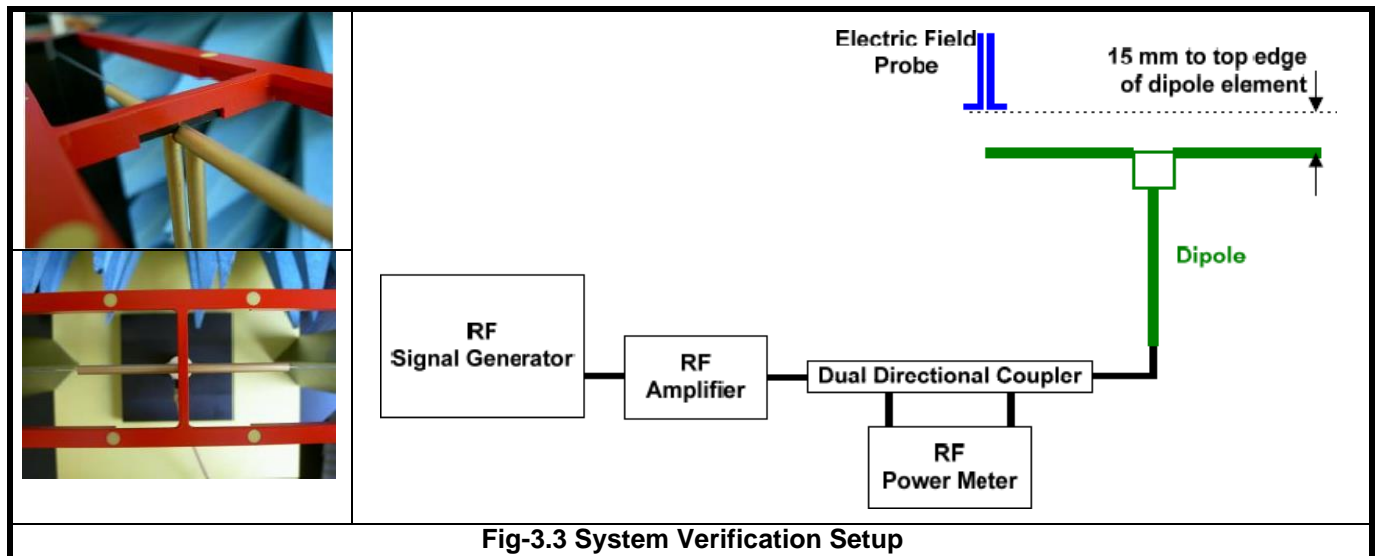 Electric Field
Probe
15 mm to top edge
of dipole element
Dipole
RF
Signal Generator
RF
Amplifier
Dual Directional Coupler
RF
Power Meter
Fig-3.3 System Verification Setup